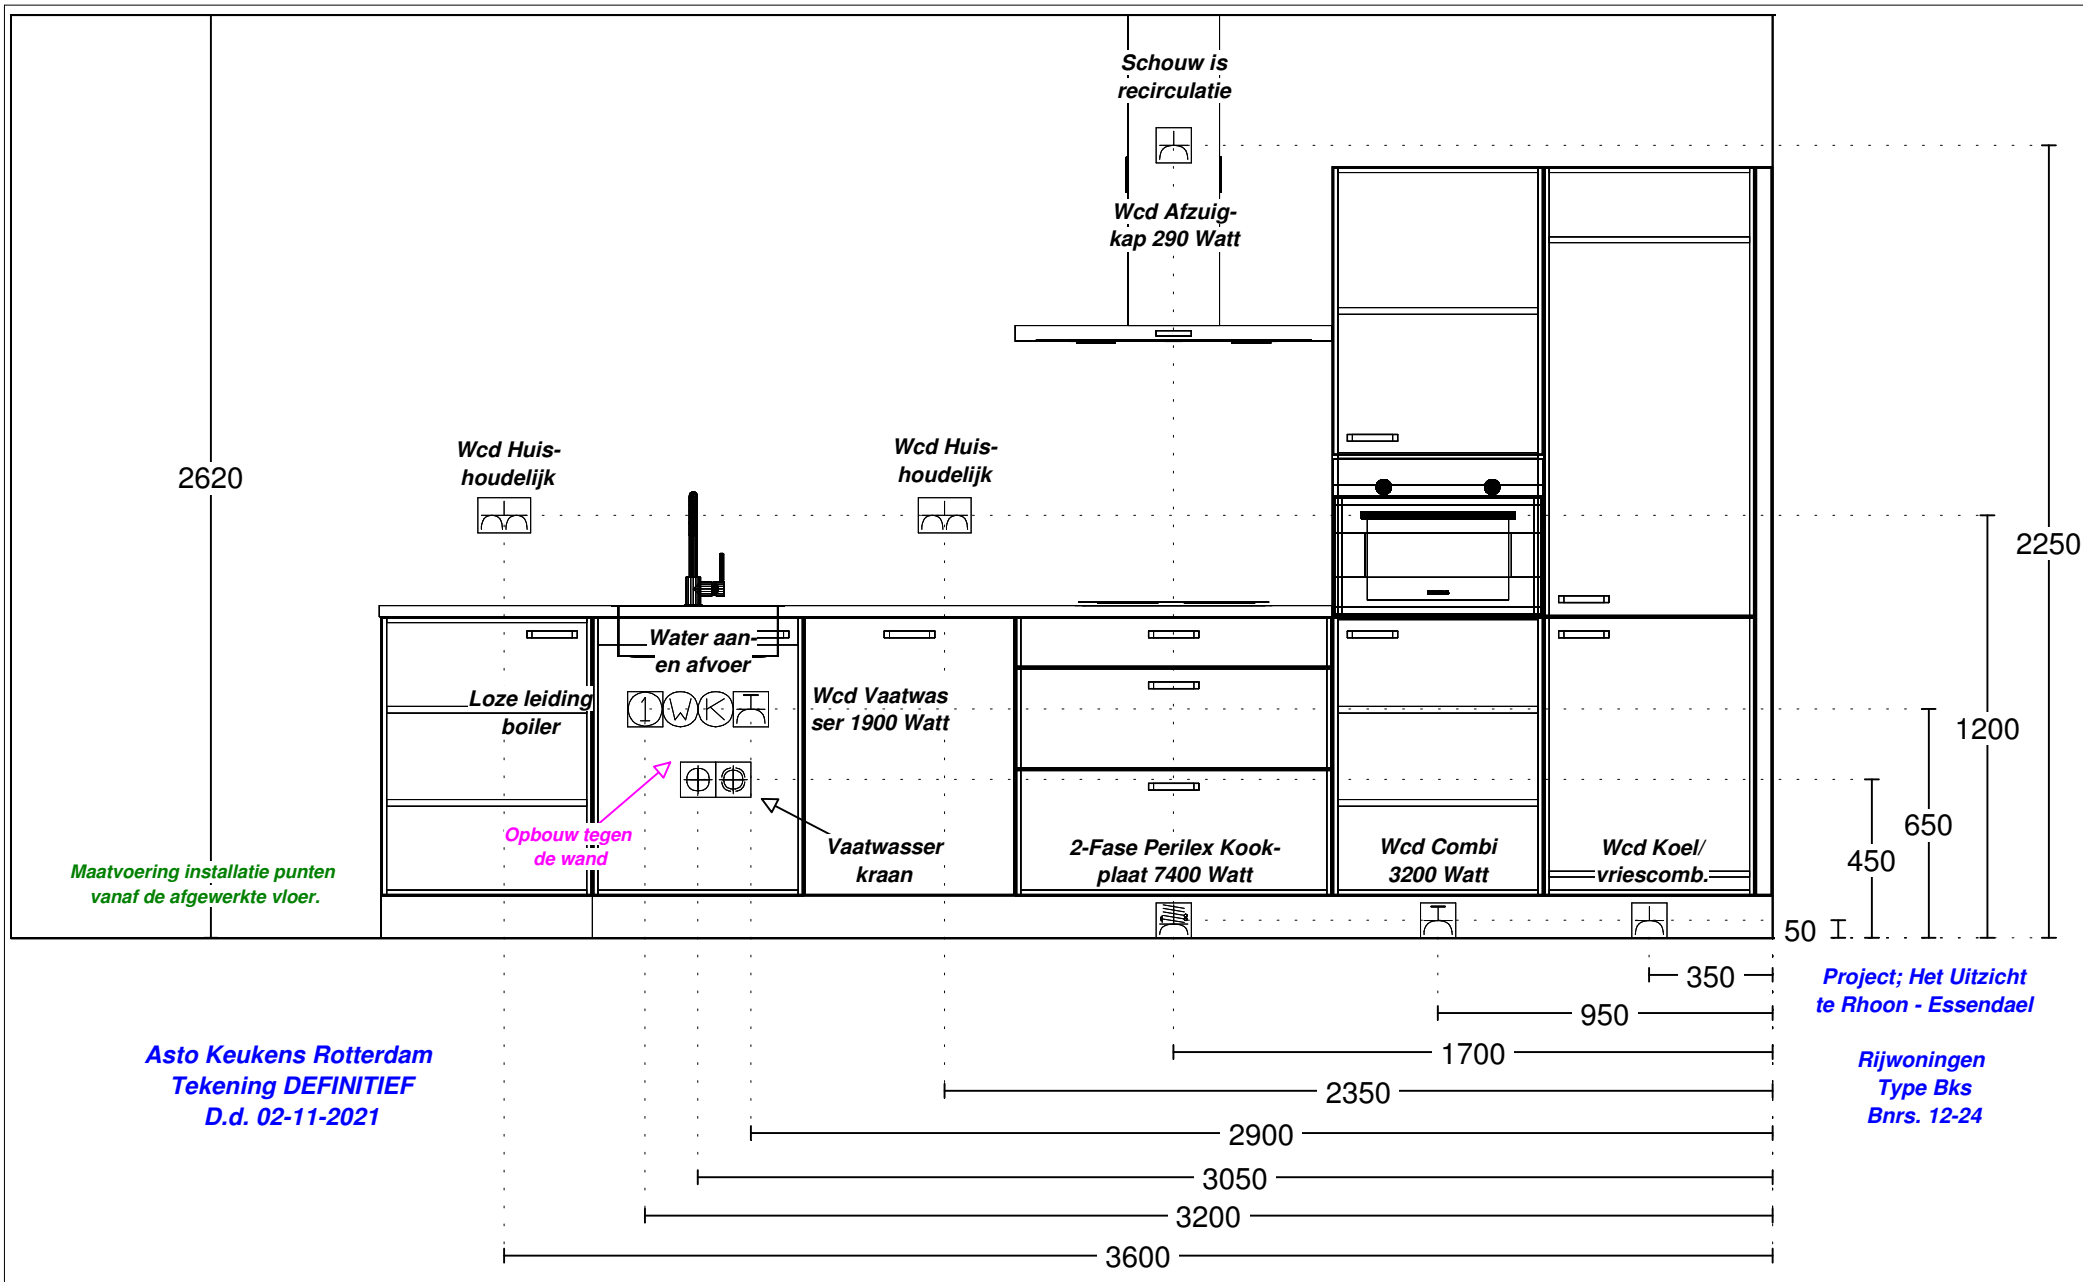 Schouw is
recirculatie
Wcd Afzuig-
kap 290 Watt
Wcd Huis-
houdelijk
Wcd Huis-
houdelijk
2620
2250
Water aan-
en afvoer
Loze leiding
boiler
1 W K
Wcd Vaatwas
ser 1900 Watt
1200
Opbouw tegen
de wand
Vaatwasser
kraan
2-Fase Perilex Kook-
plaat 7400 Watt
Wcd Combi
3200 Watt
Wcd Koel/
vriescomb.
650
450
50
Maatvoering installatie punten
vanaf de afgewerkte vloer.
350
950
1700
2350
2900
3050
3200
3600
Project; Het Uitzicht
te Rhoon - Essendael
Rijwoningen
Type Bks
Bnrs. 12-24
Asto Keukens Rotterdam
Tekening DEFINITIEF
D.d. 02-11-2021